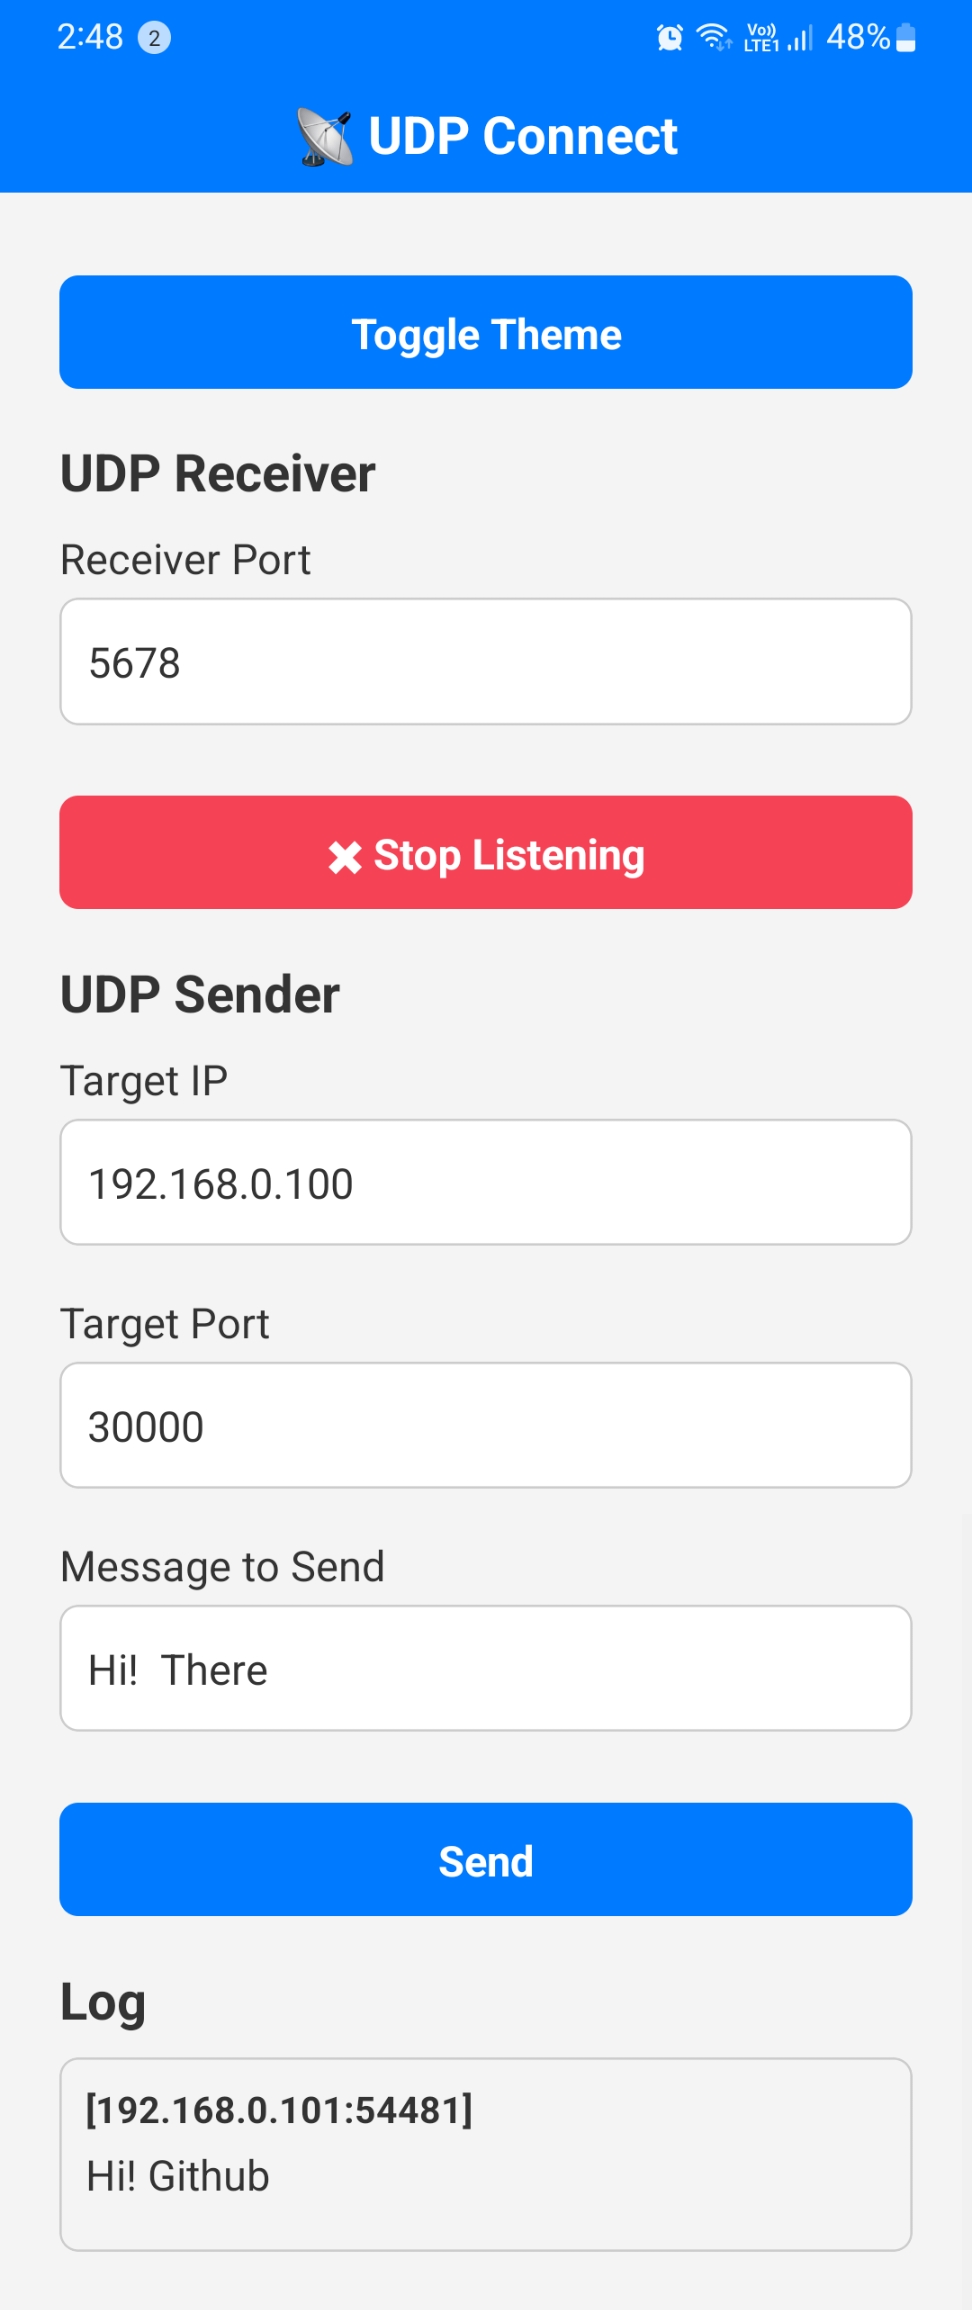 2:48 2 Vo)) LTE1 48%
UDP Connect
Toggle Theme
UDP Receiver
Receiver Port
5678
✖ Stop Listening
UDP Sender
Target IP
192.168.0.100
Target Port
30000
Message to Send
Hi!  There
Send
Log
[192.168.0.101:54481]
Hi! Github